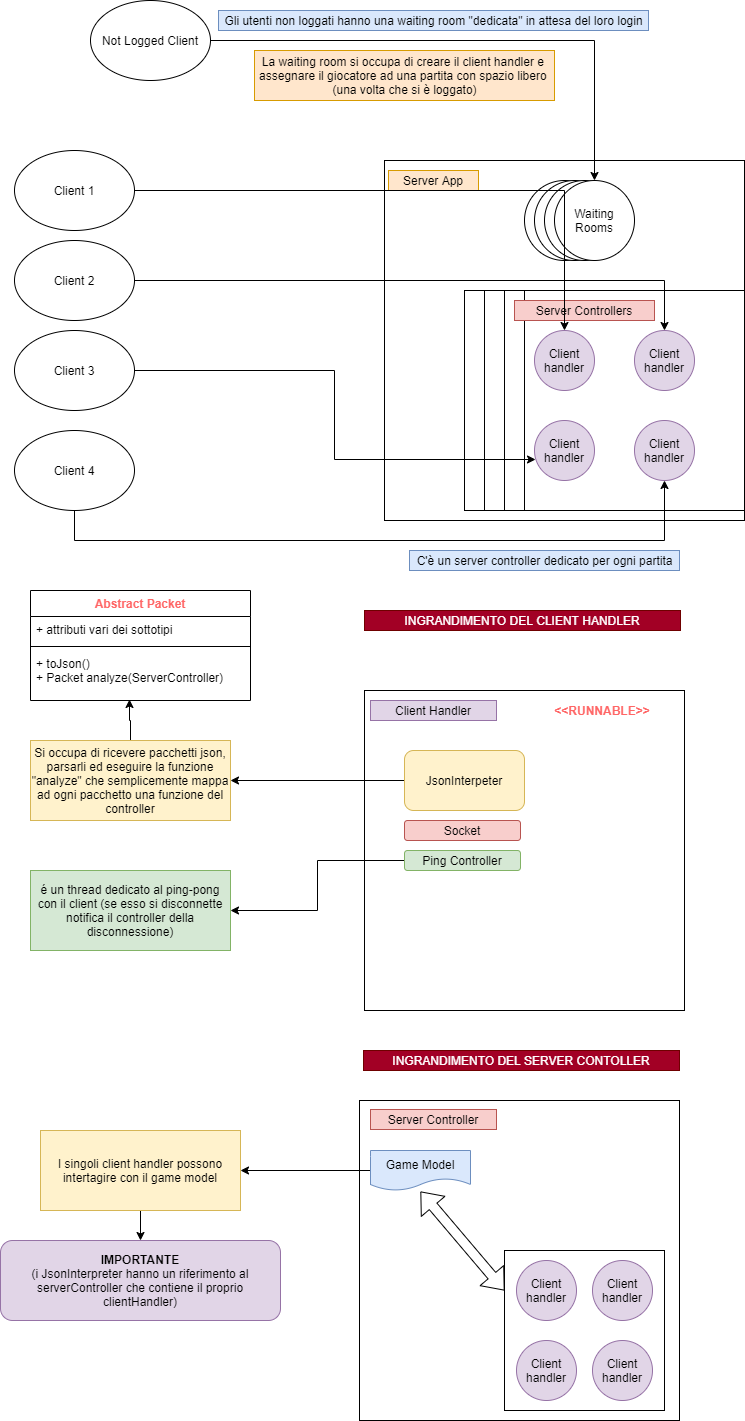 Not Logged Client
Gli utenti non loggati hanno una waiting room "dedicata" in attesa del loro login
La waiting room si occupa di creare il client handler e
assegnare il giocatore ad una partita con spazio libero
(una volta che si è loggato)
Server App
Client 1
Waiting
Rooms
Client 2
Server Controllers
Client
handler
Client
handler
Client 3
Client
handler
Client
handler
Client 4
C'è un server controller dedicato per ogni partita
Abstract Packet
+ attributi vari dei sottotipi
+ toJson()
+ Packet analyze(ServerController)
INGRANDIMENTO DEL CLIENT HANDLER
Client Handler
<<RUNNABLE>>
Si occupa di ricevere pacchetti json,
parsarli ed eseguire la funzione
"analyze" che semplicemente mappa
ad ogni pacchetto una funzione del
controller
JsonInterpeter
Socket
Ping Controller
é un thread dedicato al ping-pong
con il client (se esso si disconnette
notifica il controller della
disconnessione)
INGRANDIMENTO DEL SERVER CONTOLLER
Server Controller
I singoli client handler possono
intertagire con il game model
Game Model
IMPORTANTE
(i JsonInterpreter hanno un riferimento al
serverController che contiene il proprio
clientHandler)
Client
handler
Client
handler
Client
handler
Client
handler